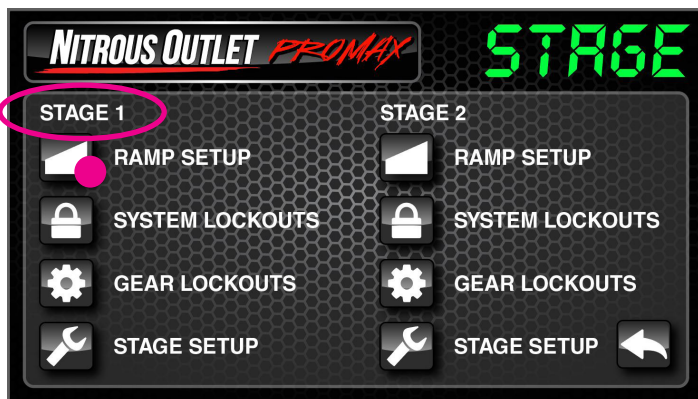 NITROUS OUTLET PROMAX
STAGE
STAGE 1
RAMP SETUP
SYSTEM LOCKOUTS
GEAR LOCKOUTS
STAGE SETUP
STAGE 2
RAMP SETUP
SYSTEM LOCKOUTS
GEAR LOCKOUTS
STAGE SETUP